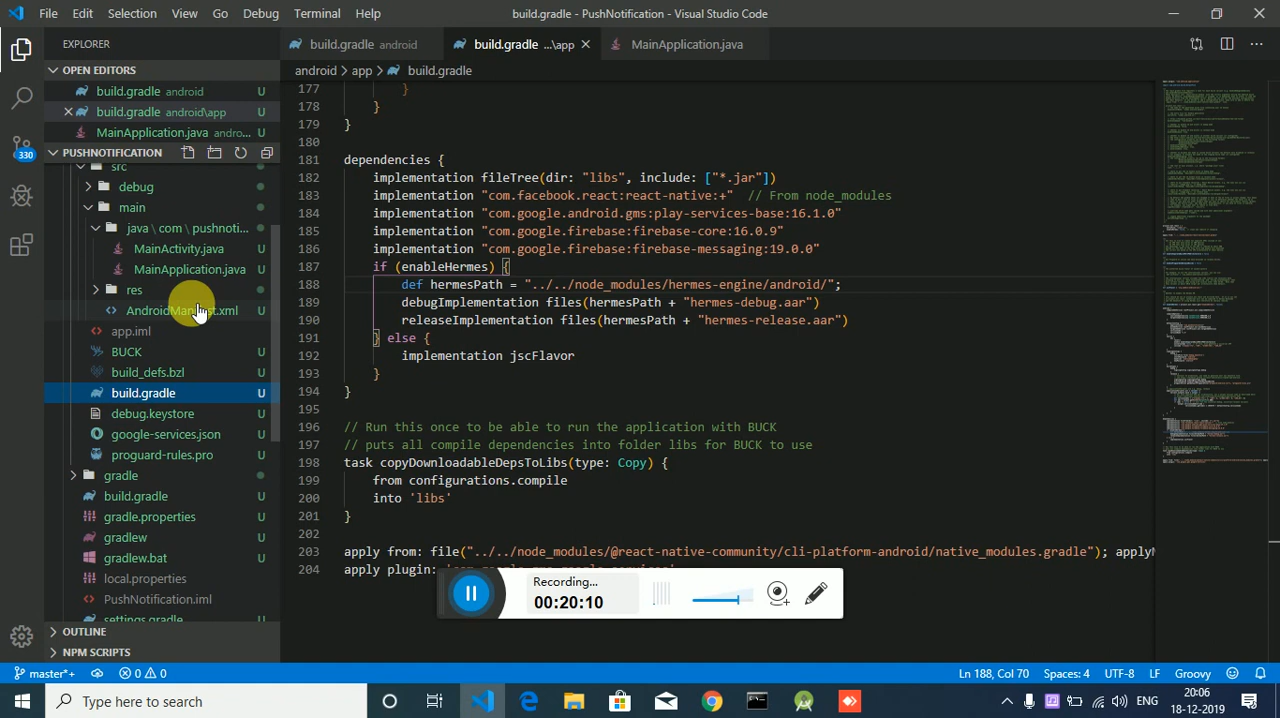 File Edit Selection View Go Debug Terminal Help
build.gradle - PushNotification - Visual Studio Code
EXPLORER
build.gradle android
build.gradle ...\app
MainApplication.java
OPEN EDITORS
build.gradle android U
build.gradle android\app U
MainApplication.java andro... U
android > app > build.gradle
PUSHNOTIFICATION
src
debug
main
java \ com \ pushnoti...
MainActivity.java U
MainApplication.java U
res
U
app.iml
BUCK U
build_defs.bzl U
build.gradle U
debug.keystore U
google-services.json U
proguard-rules.pro U
gradle
build.gradle U
gradle.properties U
gradlew U
gradlew.bat U
local.properties
PushNotification.iml
settings.gradle U
OUTLINE
NPM SCRIPTS
330
177 }
178 }
179 }
180
181 dependencies {
182 implementation fileTree(dir: "libs", include: ["*.jar"])
183 implementation "com.facebook.react:react-native:+" // From node_modules
184 implementation "com.google.android.gms:play-services-base:16.1.0"
185 implementation "com.google.firebase:firebase-core:16.0.9"
186 implementation "com.google.firebase:firebase-messaging:19.0.0"
187 if (enableHermes) {
188 def hermesPath = "../../node_modules/hermes-engine/android/";
189 debugImplementation files(hermesPath + "hermes-debug.aar")
190 releaseImplementation files(hermesPath + "hermes-release.aar")
191 } else {
192 implementation jscFlavor
193 }
194 }
195
196 // Run this once to be able to run the application with BUCK
197 // puts all compile dependencies into folder libs for BUCK to use
198 task copyDownloadableDepsToLibs(type: Copy) {
199 from configurations.compile
200 into 'libs'
201 }
202
203 apply from: file("../../node_modules/@react-native-community/cli-platform-android/native_modules.gradle");
204 apply plugin:
Recording...
00:20:10
master*+ 0 0
Ln 188, Col 70 Spaces: 4 UTF-8 LF Groovy
Type here to search
ENG
20:06
18-12-2019